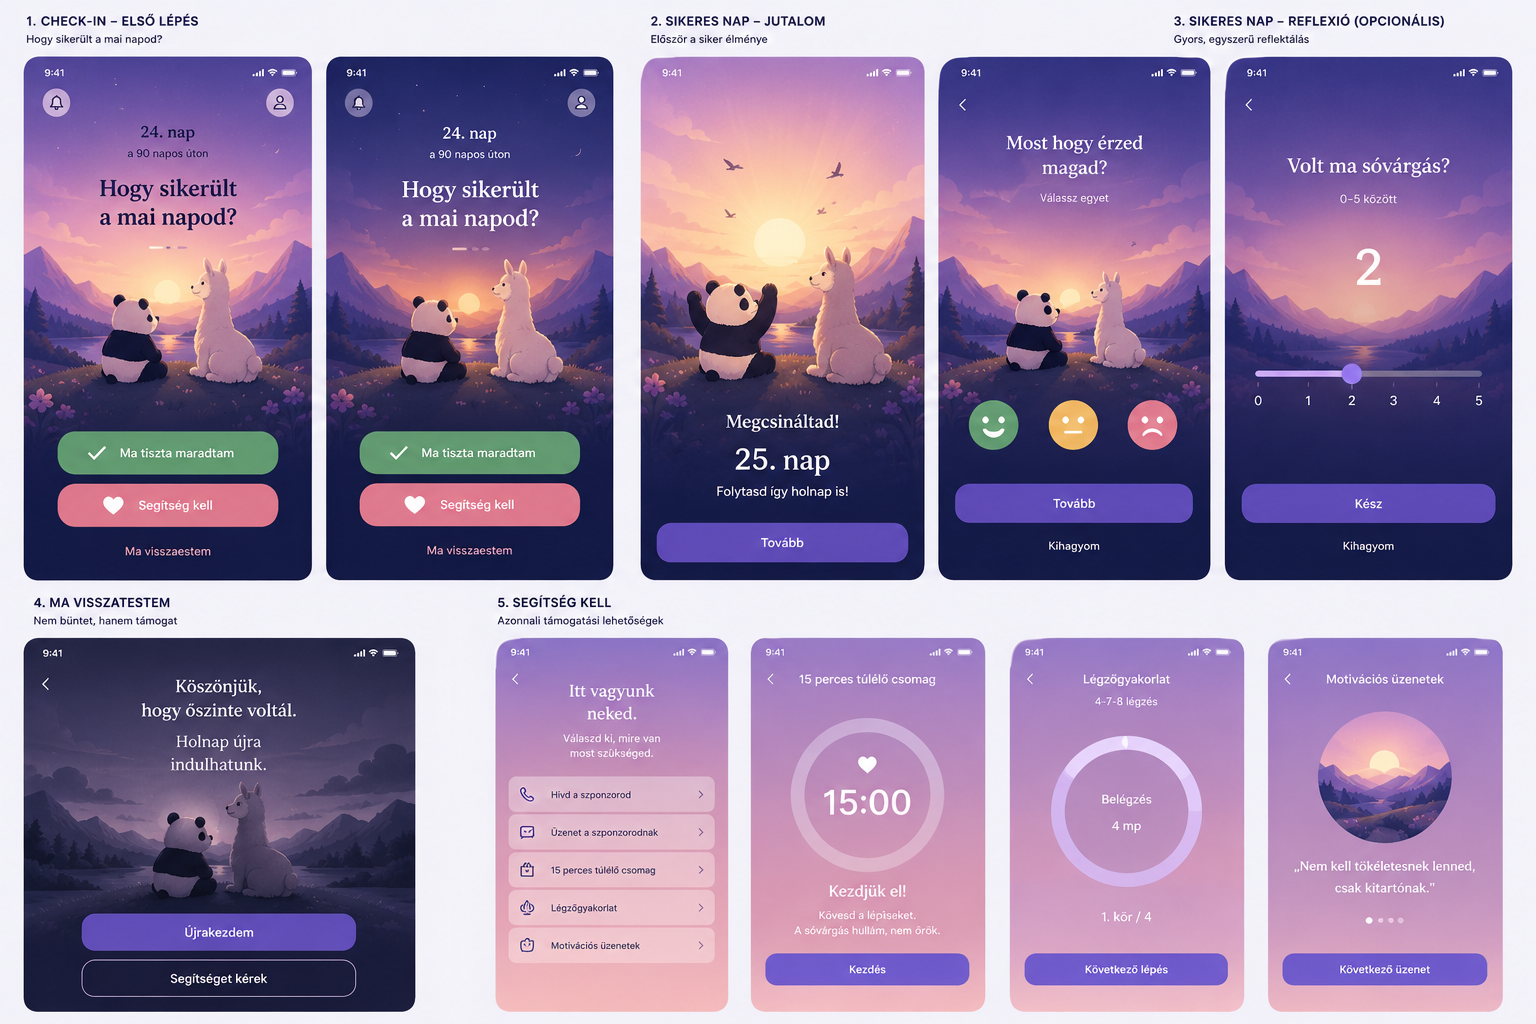 1. CHECK-IN – ELSŐ LÉPÉS
Hogy sikerült a mai napod?
9:41
24. nap
a 90 napos úton
Hogy sikerült
a mai napod?
Ma tiszta maradtam
Segítség kell
Ma visszaestem
9:41
24. nap
a 90 napos úton
Hogy sikerült
a mai napod?
Ma tiszta maradtam
Segítség kell
Ma visszaestem
2. SIKERES NAP – JUTALOM
Először a siker élménye
9:41
Megcsináltad!
25. nap
Folytasd így holnap is!
Tovább
3. SIKERES NAP – REFLEXIÓ (OPCIONÁLIS)
Gyors, egyszerű reflektálás
9:41
Most hogy érzed
magad?
Válassz egyet
Tovább
Kihagyom
9:41
Volt ma sóvárgás?
0–5 között
2
0 1 2 3 4 5
Kész
Kihagyom
4. MA VISSZATESTEM
Nem büntet, hanem támogat
9:41
Köszönjük,
hogy őszinte voltál.
Holnap újra
indulhatunk.
Újrakezdem
Segítséget kérek
5. SEGÍTSÉG KELL
Azonnali támogatási lehetőségek
9:41
Itt vagyunk
neked.
Válaszd ki, mire van
most szükséged.
Hívd a szponzorod
Üzenet a szponzorodnak
15 perces túlélő csomag
Légzőgyakorlat
Motivációs üzenetek
9:41
15 perces túlélő csomag
15:00
Kezdjük el!
Kövesd a lépiseket.
A sóvárgás hullám, nem örök.
Kezdés
9:41
Légzőgyakorlat
4-7-8 légzés
Belégzés
4 mp
1. kör / 4
Következő lépés
9:41
Motivációs üzenetek
„Nem kell tökéletesnek lenned,
csak kitartónak."
Következő üzenet